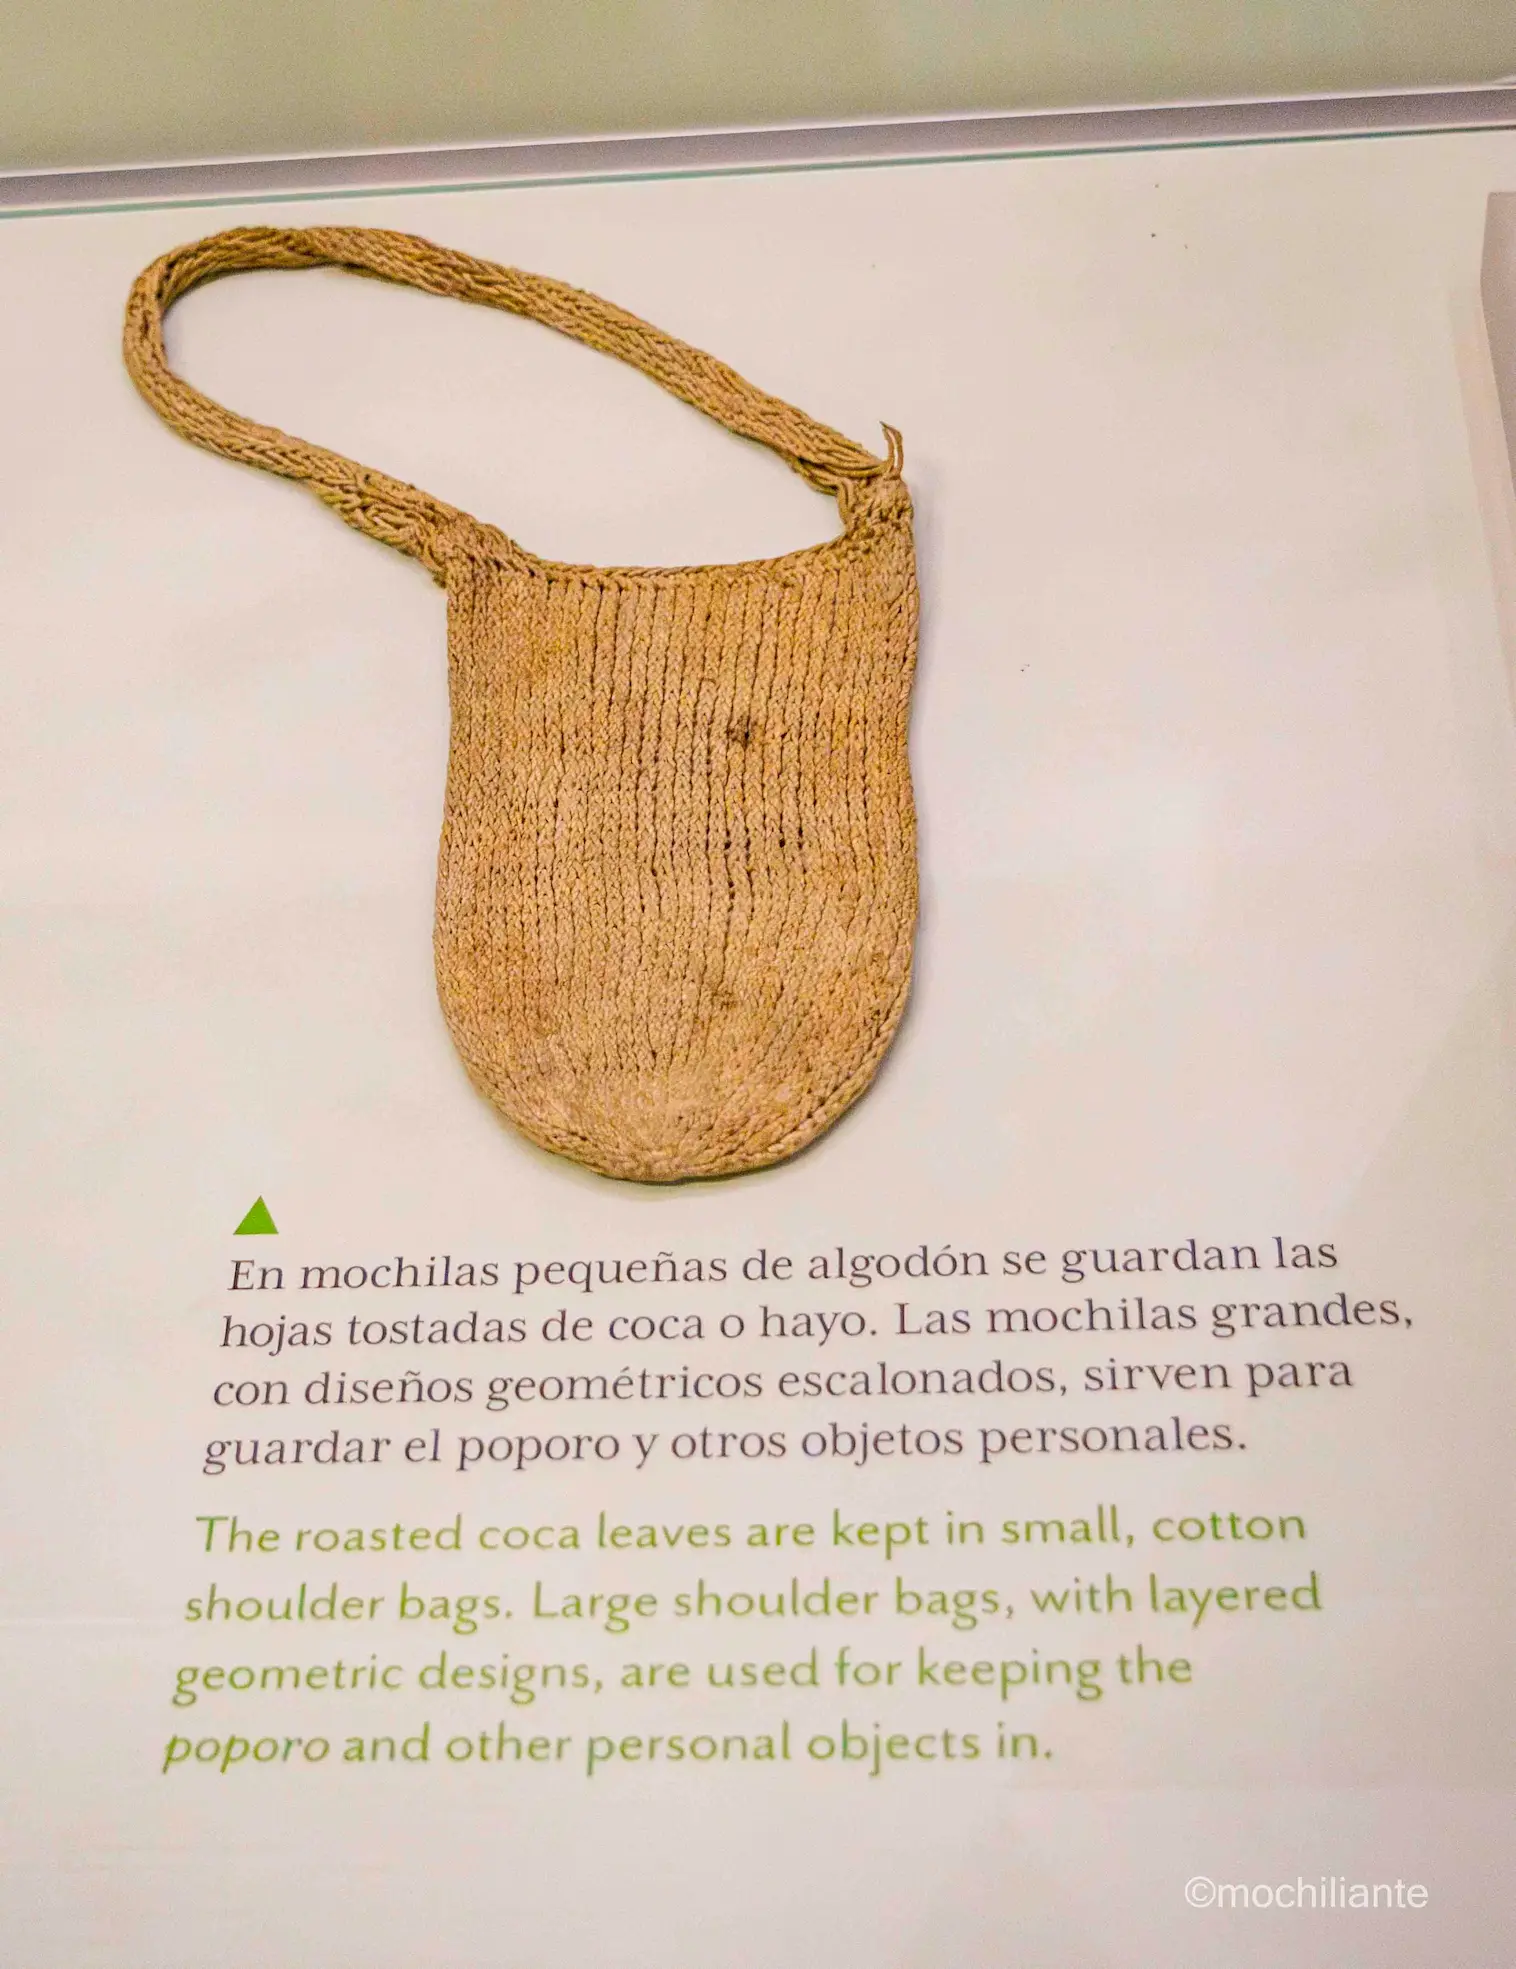 En mochilas pequeñas de algodón se guardan las
hojas tostadas de coca o hayo. Las mochilas grandes,
con diseños geométricos escalonados, sirven para
guardar el poporo y otros objetos personales.
The roasted coca leaves are kept in small, cotton
shoulder bags. Large shoulder bags, with layered
geometric designs, are used for keeping the
poporo and other personal objects in.
©mochiliante